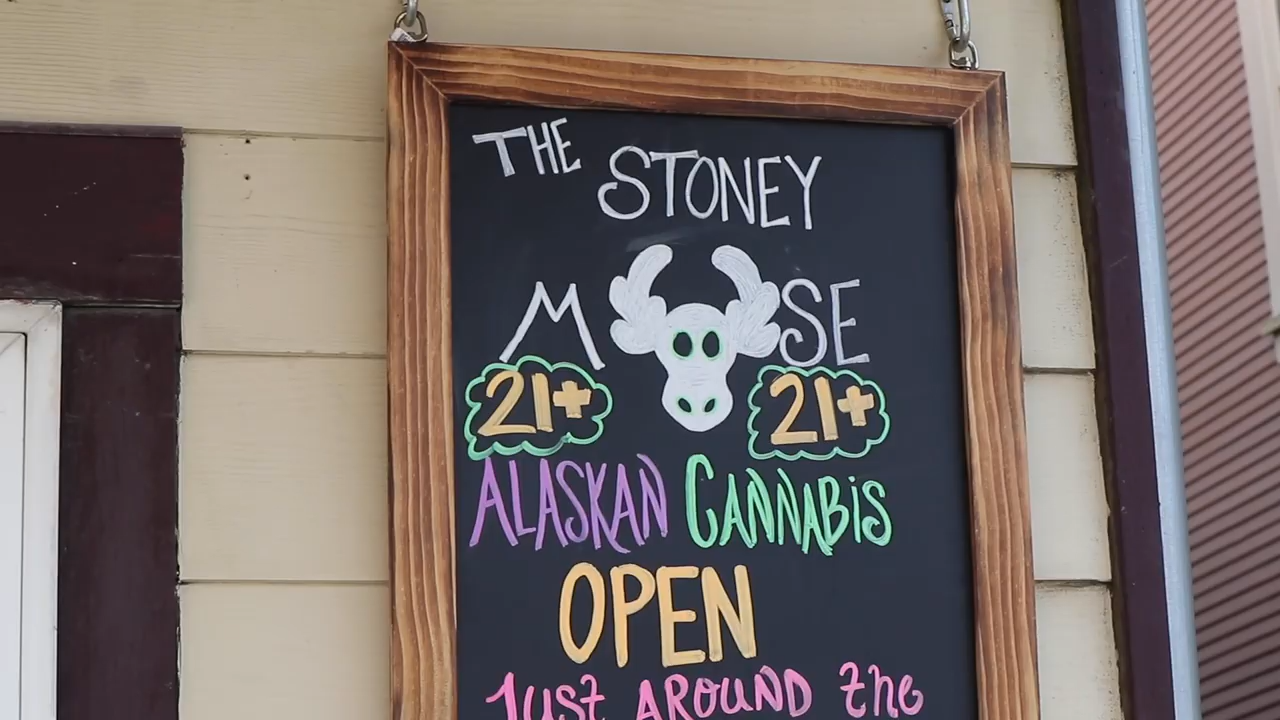 THE STONEY
M SE
21+ 21+
ALASKAN CANNABiS
OPEN
Just AROUND the